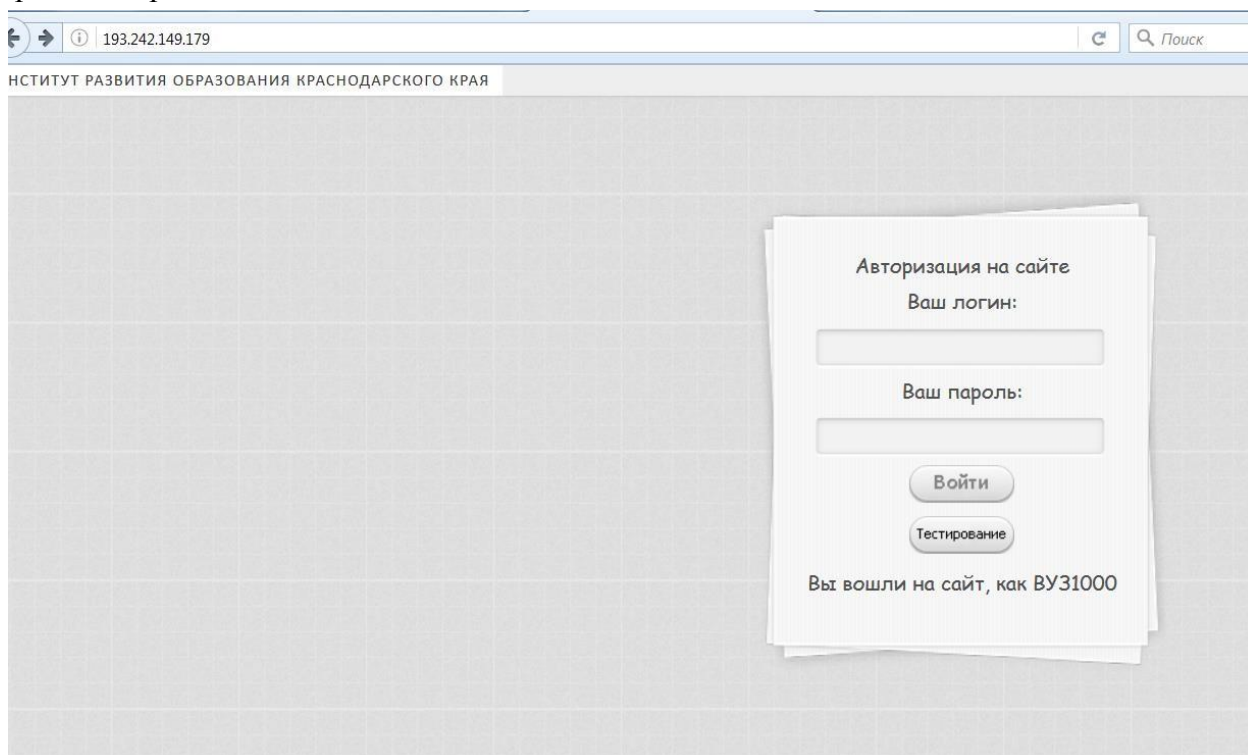 193.242.149.179
Поиск
НСТИТУТ РАЗВИТИЯ ОБРАЗОВАНИЯ КРАСНОДАРСКОГО КРАЯ
Авторизация на сайте
Ваш логин:
Ваш пароль:
Войти
Тестирование
Вы вошли на сайт, как ВУЗ1000